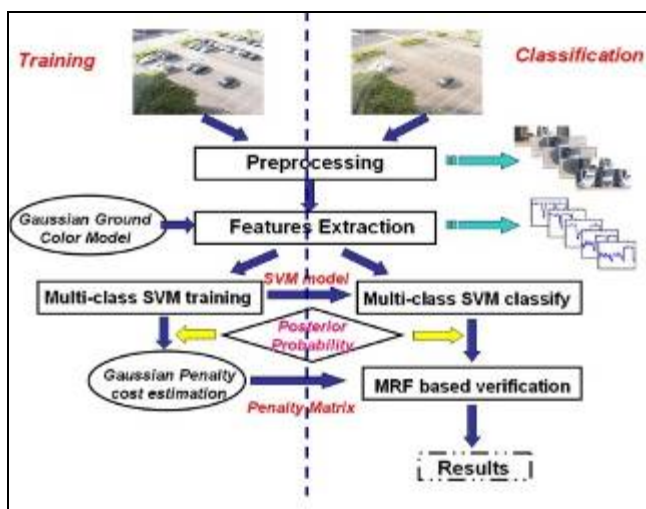 Training
Classification
Preprocessing
Gaussian Ground
Color Model
Features Extraction
SVM model
Multi-class SVM training
Multi-class SVM classify
Posterior
Probability
Gaussian Penalty
cost estimation
MRF based verification
Penalty Matrix
Results